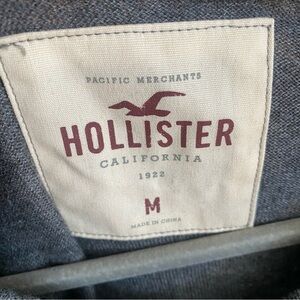 PACIFIC MERCHANTS
HOLLISTER
CALIFORNIA
1922
M
MADE IN CHINA